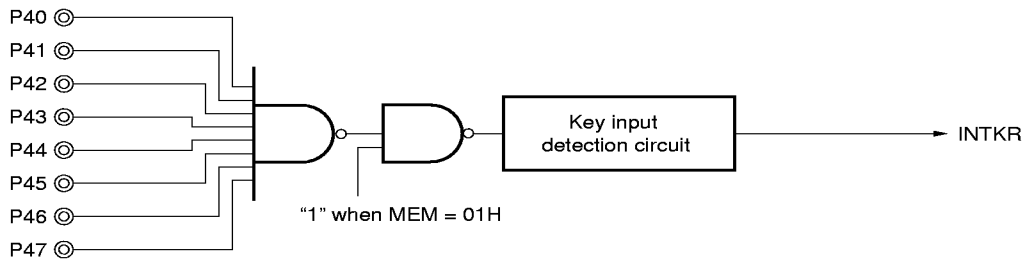 P40
P41
P42
P43
P44
P45
P46
P47
Key input
detection circuit
INTKR
“1” when MEM = 01H